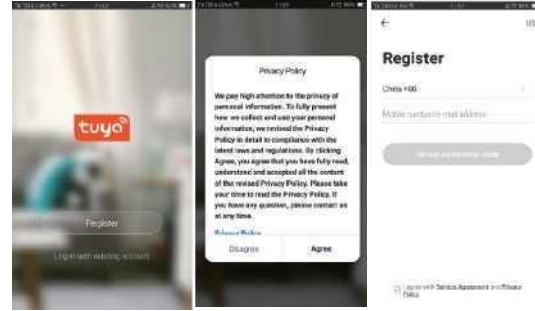 tuya
Register
Log in with existing account
Privacy Policy
We pay high attention to the privacy of
personal information. To fully present
how we collect and use your personal
information, we revised the Privacy
Policy in detail in compliance with the
latest laws and regulations. By clicking
Agree, you agree that you have fully read,
understood and accepted all the content
of the revised Privacy Policy. Please take
your time to read the Privacy Policy. If
you have any question, please contact us
at any time.
Privacy Policy
Disagree
Agree
Register
China +86
Mobile number/e-mail address
I agree with Service Agreement and Privacy
Policy